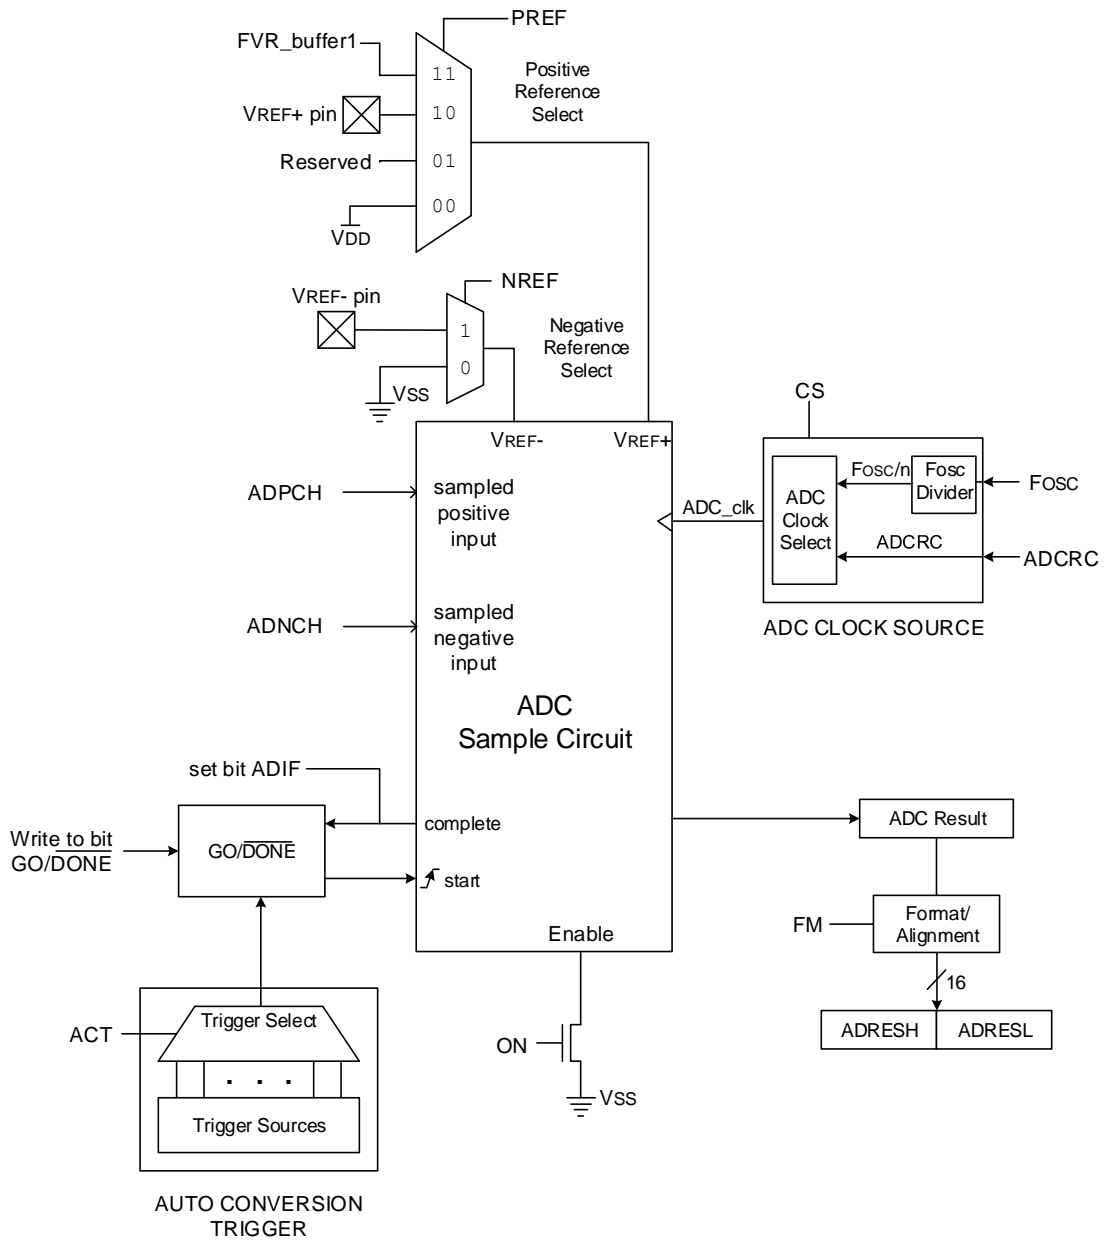 PREF
FVR_buffer1
11
Positive
Reference
Select
VREF+ pin
10
Reserved
01
00
VDD
NREF
VREF- pin
1
Negative
Reference
Select
0
VSS
VREF-
VREF+
CS
ADPCH
sampled
positive
input
ADC_clk
ADC
Clock
Select
FOSC/n
Fosc
Divider
FOSC
ADCRC
ADCRC
ADC CLOCK SOURCE
ADNCH
sampled
negative
input
ADC
Sample Circuit
set bit ADIF
complete
Write to bit
GO/DONE
GO/DONE
start
Enable
ADC Result
FM
Format/
Alignment
16
ADRESH
ADRESL
ACT
Trigger Select
. . .
Trigger Sources
AUTO CONVERSION
TRIGGER
ON
VSS